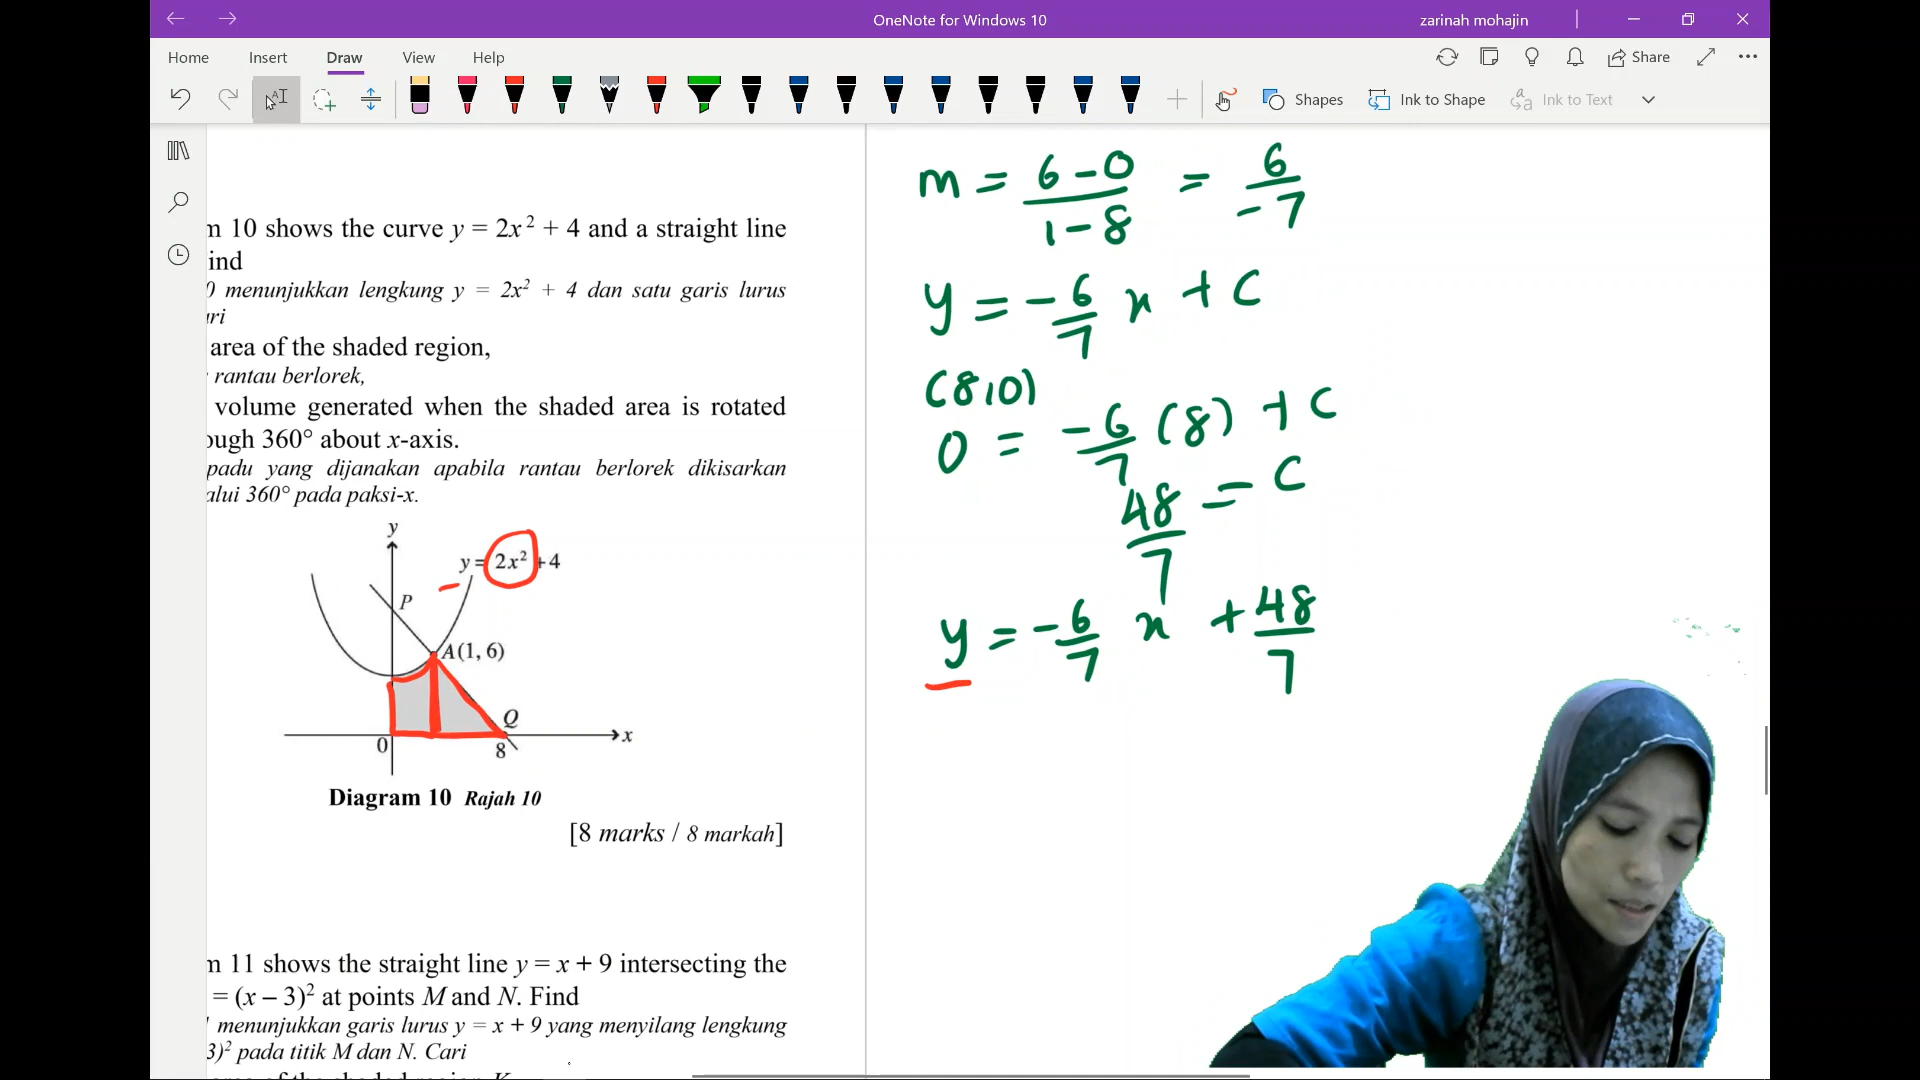 OneNote for Windows 10
zarinah mohajin
Home Insert Draw View Help
Share
Shapes
Ink to Shape
Ink to Text
n 10 shows the curve y = 2x² + 4 and a straight line
ind
0 menunjukkan lengkung y = 2x² + 4 dan satu garis lurus
ri
area of the shaded region,
rantau berlorek,
volume generated when the shaded area is rotated
ough 360° about x-axis.
padu yang dijanakan apabila rantau berlorek dikisarkan
alui 360° pada paksi-x.
y
y = 2x² + 4
P
A(1, 6)
Q
0
8
x
Diagram 10 Rajah 10
[8 marks / 8 markah]
n 11 shows the straight line y = x + 9 intersecting the
= (x – 3)² at points M and N. Find
menunjukkan garis lurus y = x + 9 yang menyilang lengkung
3)² pada titik M dan N. Cari
m = 6-0/1-8 = 6/-7
y = -6/7 x + c
(8,0)
0 = -6/7 (8) + c
48/7 = c
y = -6/7 x + 48/7